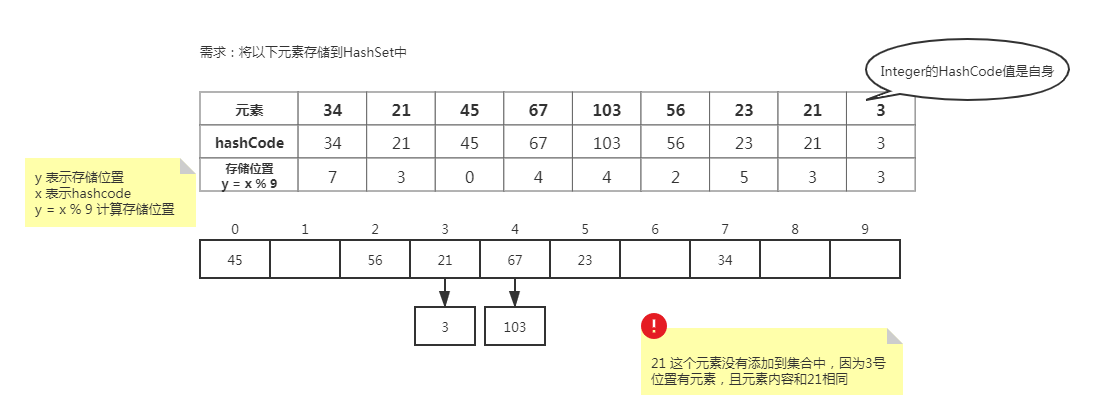 需求：将以下元素存储到HashSet中
Integer的HashCode值是自身
元素 34 21 45 67 103 56 23 21 3
hashCode 34 21 45 67 103 56 23 21 3
存储位置
y = x % 9 7 3 0 4 4 2 5 3 3
y 表示存储位置
x 表示hashcode
y = x % 9 计算存储位置
0 1 2 3 4 5 6 7 8 9
45 56 21 67 23 34
3 103
!
21 这个元素没有添加到集合中，因为3号
位置有元素，且元素内容和21相同